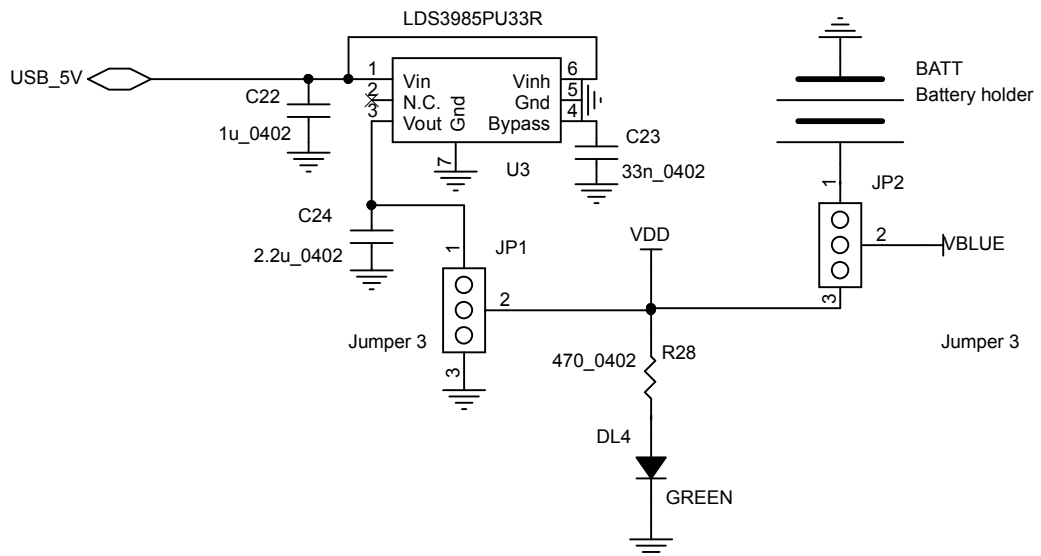 LDS3985PU33R
USB_5V
1
Vin
Vinh
6
2
N.C.
Gnd
Gnd
5
3
Vout
Bypass
4
7
U3
C22
1u_0402
C23
33n_0402
BATT
Battery holder
C24
2.2u_0402
1
JP1
2
Jumper 3
3
VDD
1
JP2
2
VBLUE
3
Jumper 3
470_0402
R28
DL4
GREEN